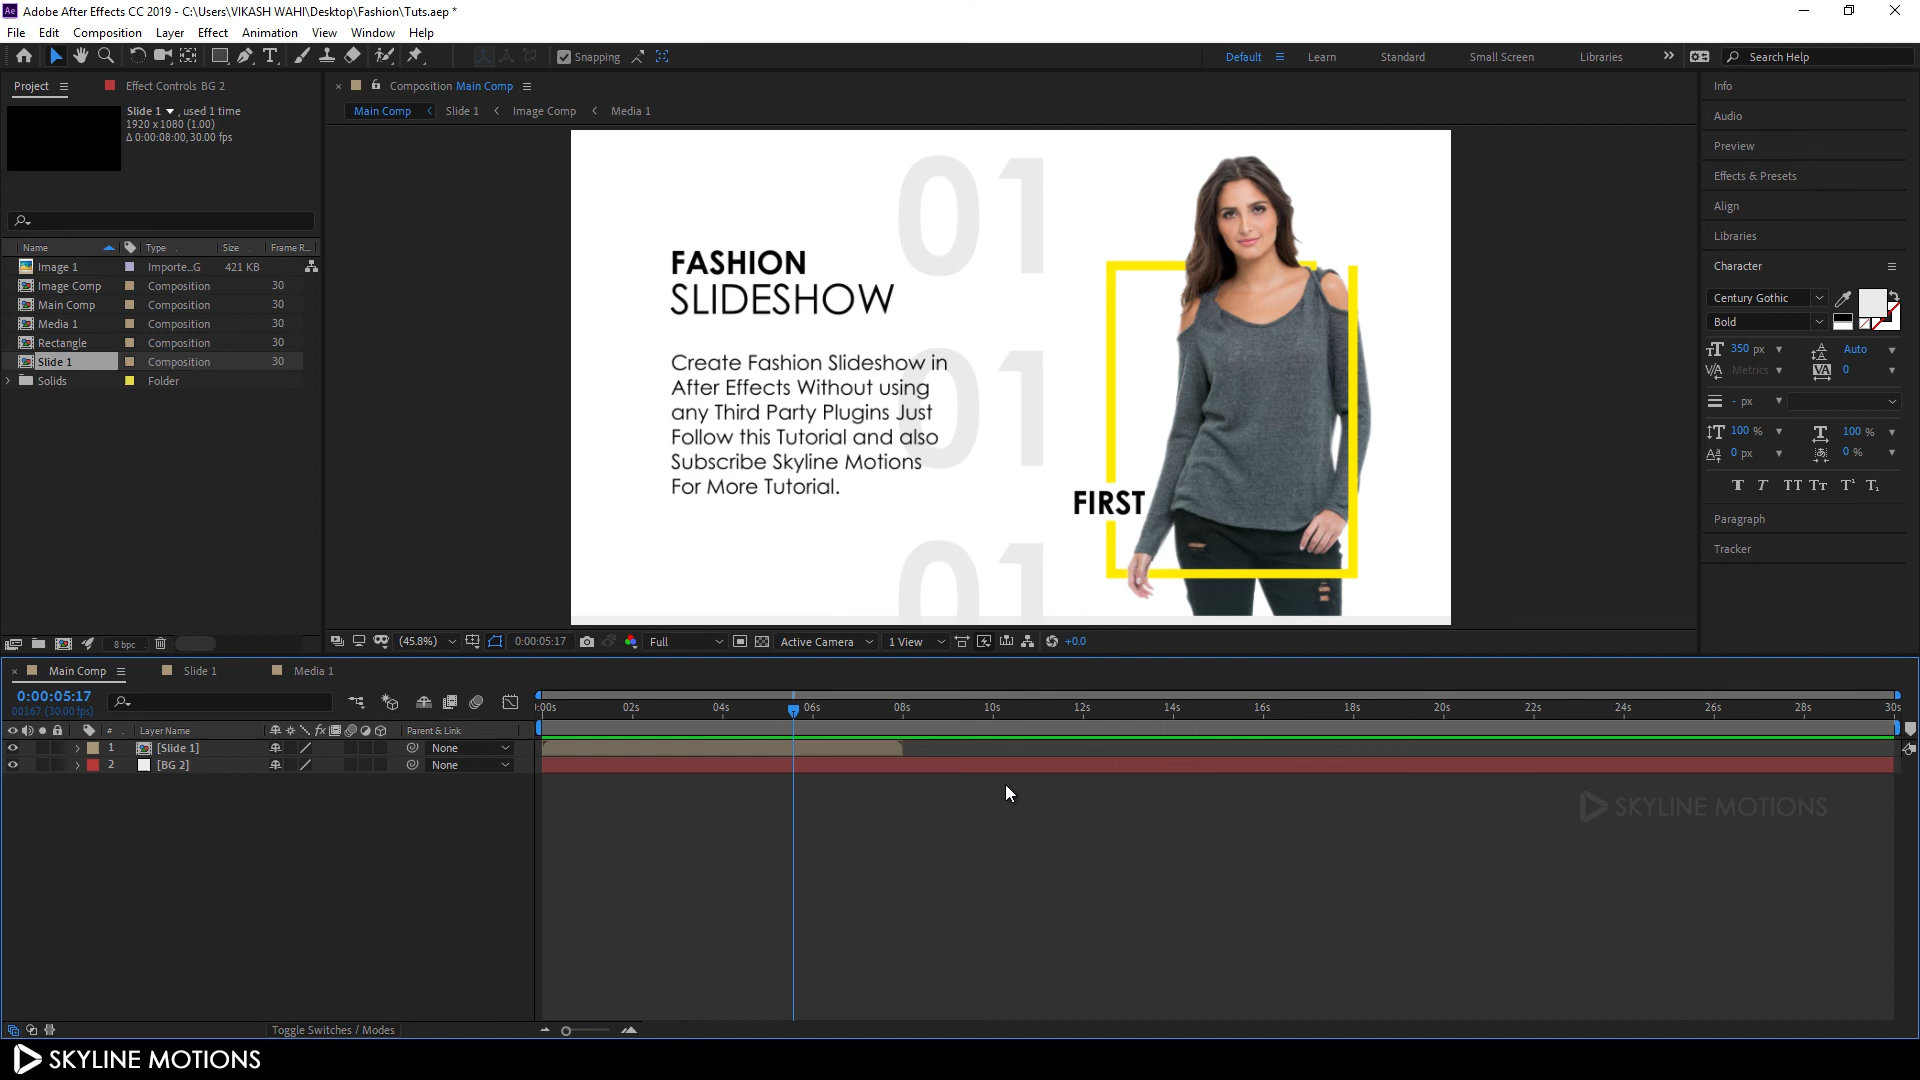 Adobe After Effects CC 2019 - C:\Users\VIKASH WAHI\Desktop\Fashion\Tuts.aep *
File Edit Composition Layer Effect Animation View Window Help
Snapping
Default Learn Standard Small Screen Libraries Search Help
Project Effect Controls BG 2
Slide 1 , used 1 time
1920 x 1080 (1.00)
Δ 0:00:08:00, 30.00 fps
Name Type Size Frame R...
Image 1 Importe...G 421 KB
Image Comp Composition 30
Main Comp Composition 30
Media 1 Composition 30
Rectangle Composition 30
Slide 1 Composition 30
Solids Folder
8 bpc
Composition Main Comp
Main Comp Slide 1 Image Comp Media 1
01
01
01
FASHION
SLIDESHOW
Create Fashion Slideshow in
After Effects Without using
any Third Party Plugins Just
Follow this Tutorial and also
Subscribe Skyline Motions
For More Tutorial.
FIRST
(45.8%) 0:00:05:17 Full Active Camera 1 View +0.0
Info
Audio
Preview
Effects & Presets
Align
Libraries
Character
Century Gothic
Bold
350 px Auto
Metrics 0
- px
100 % 100 %
0 px 0 %
Paragraph
Tracker
Main Comp Slide 1 Media 1
0:00:05:17
00167 (30.00 fps)
# Layer Name Parent & Link
:00s 02s 04s 06s 08s 10s 12s 14s 16s 18s 20s 22s 24s 26s 28s 30s
1 [Slide 1] None
2 [BG 2] None
SKYLINE MOTIONS
Toggle Switches / Modes
SKYLINE MOTIONS